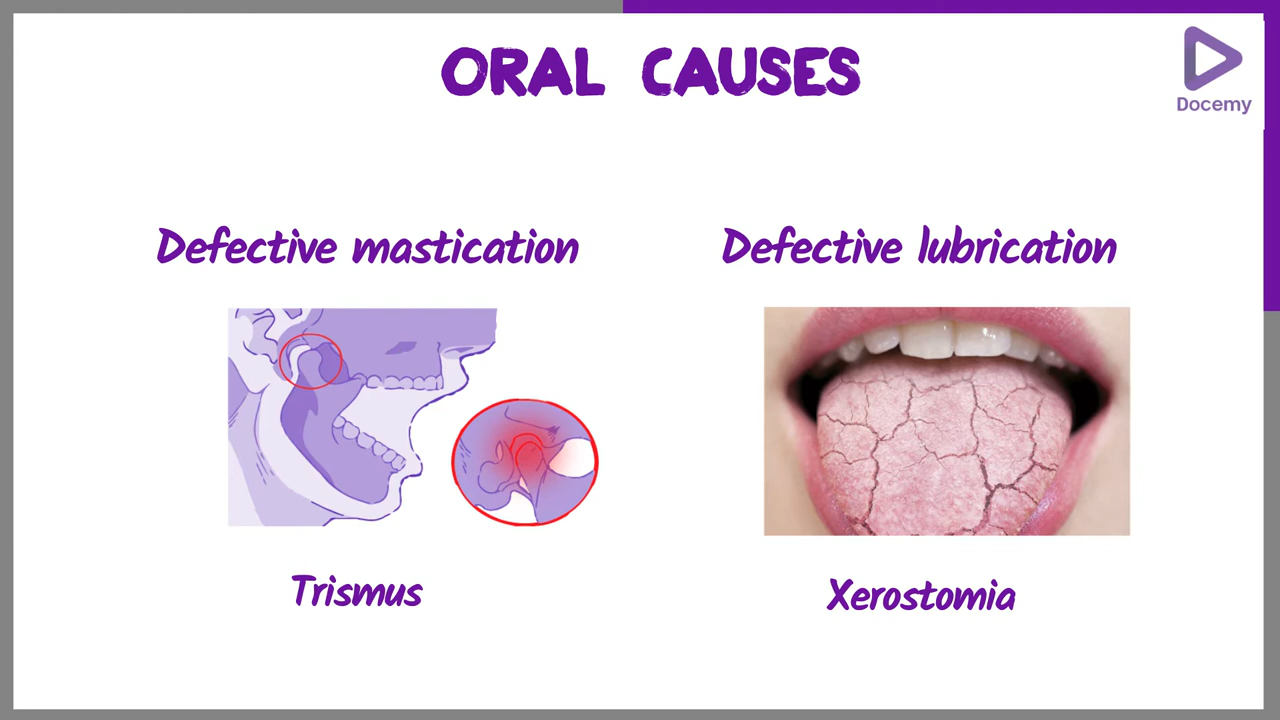 ORAL CAUSES
Docemy
Defective mastication
Defective lubrication
Trismus
Xerostomia